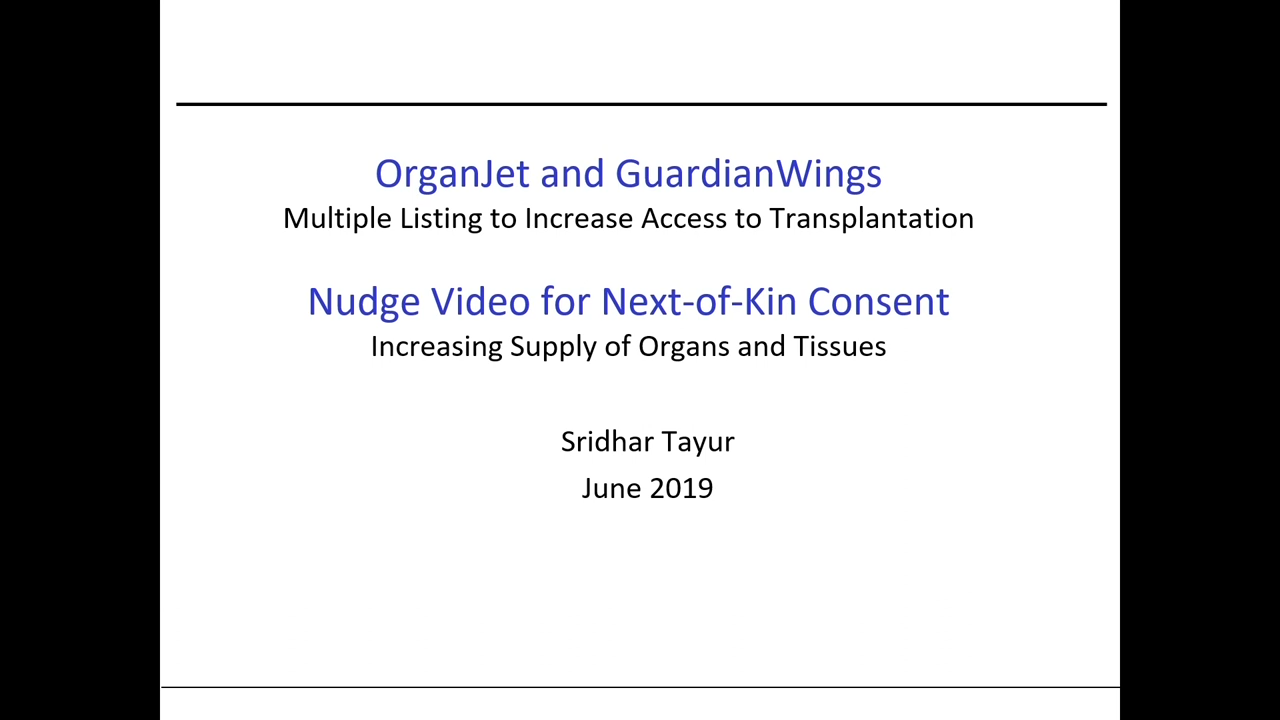 OrganJet and GuardianWings
Multiple Listing to Increase Access to Transplantation
Nudge Video for Next-of-Kin Consent
Increasing Supply of Organs and Tissues
Sridhar Tayur
June 2019